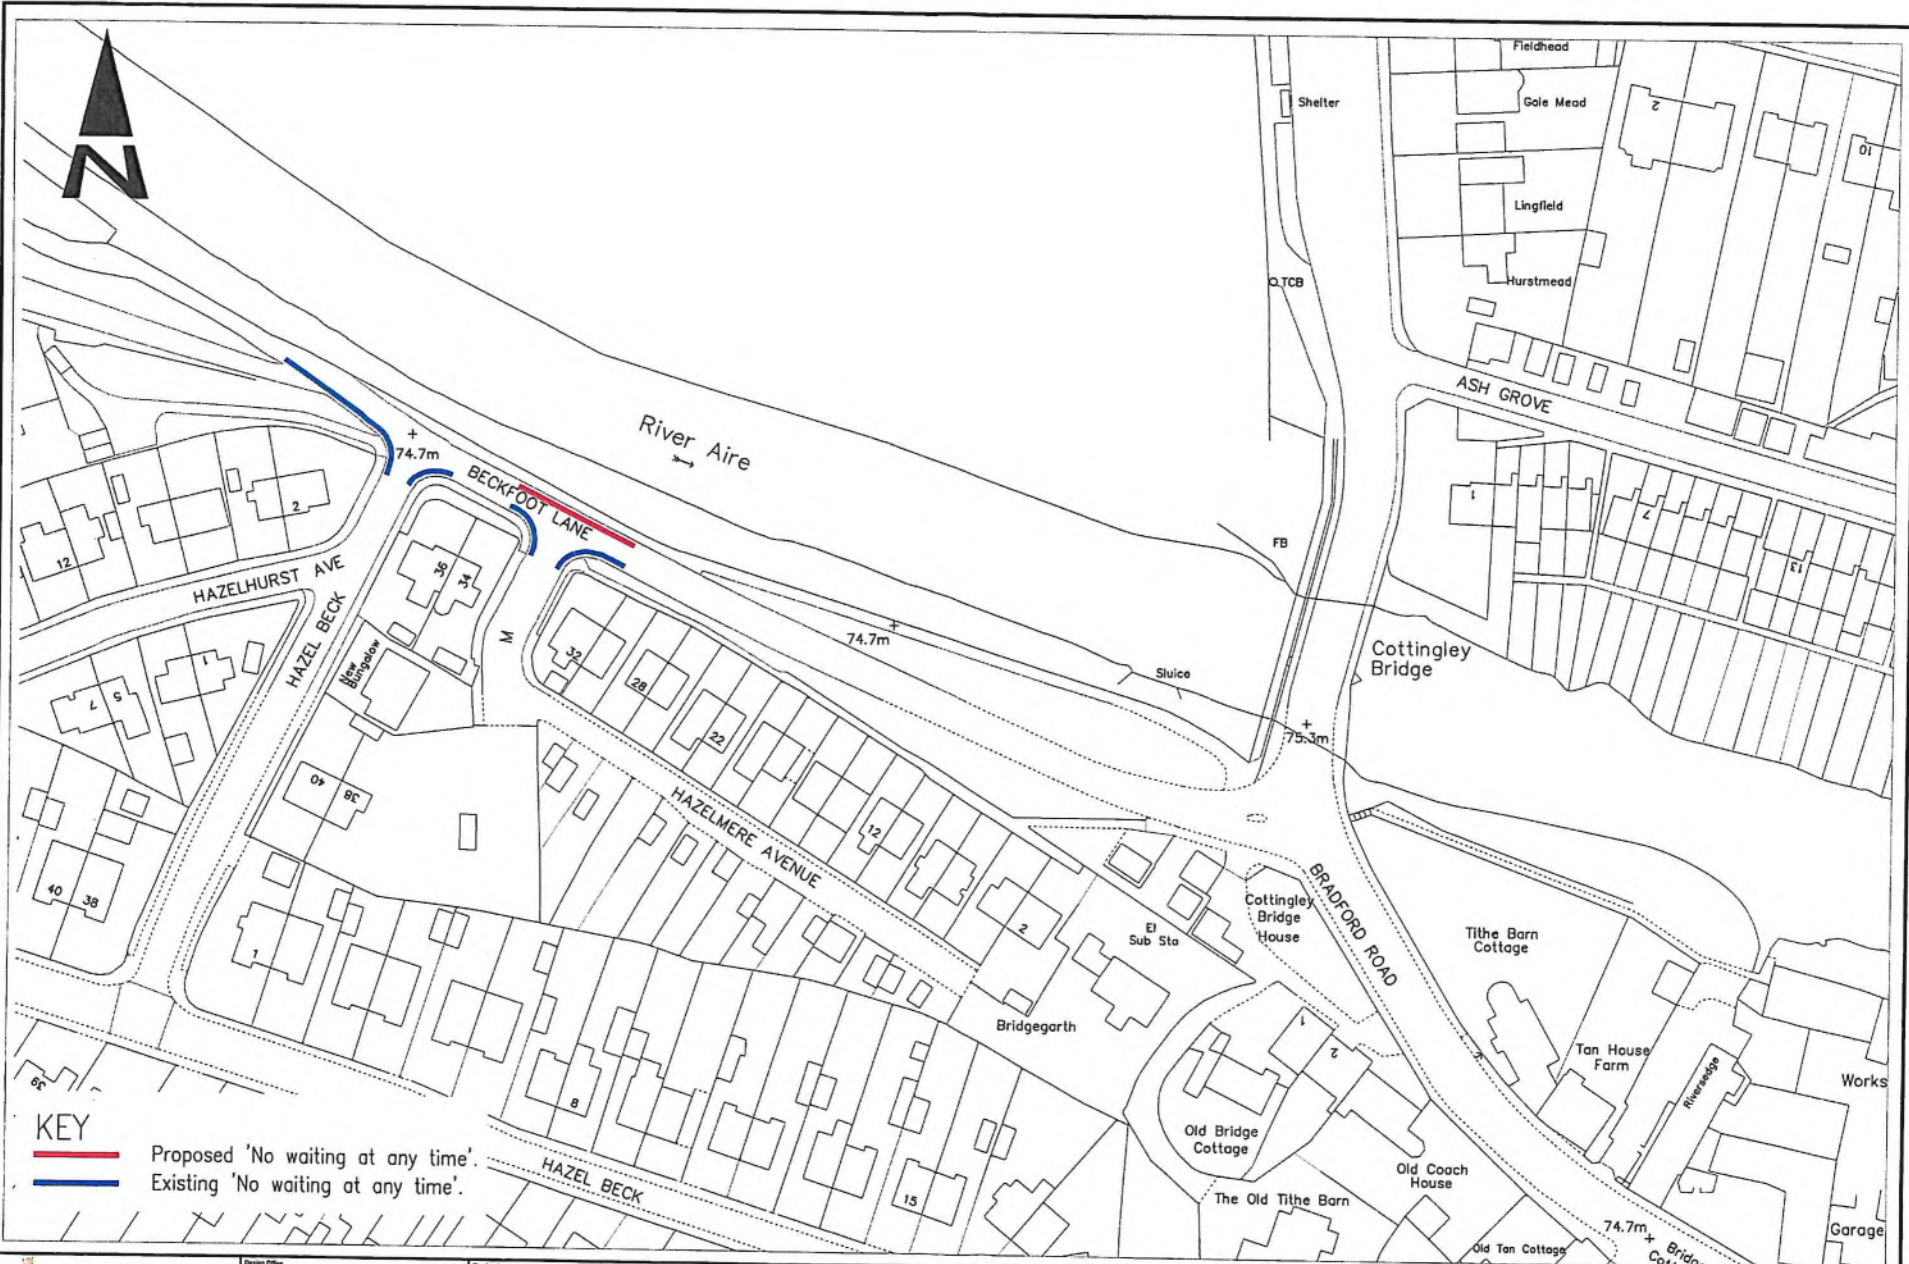 N
Fieldhead
Shelter
Gole Mead
2
10
Lingfield
TCB
Hurstmead
ASH GROVE
River Aire
74.7m
BECKFOOT LANE
2
12
HAZELHURST AVE
36
34
HAZEL BECK
New
Bungalow
M
32
28
22
74.7m
FB
1
7
13
Cottingley
Bridge
Sluice
75.3m
1
5
7
40
38
HAZELMERE AVENUE
12
2
40
38
1
El
Sub Sta
Cottingley
Bridge
House
BRADFORD ROAD
Tithe Barn
Cottage
Bridgegarth
1
2
Tan House
Farm
Riversedge
Works
39
8
Old Bridge
Cottage
Old Coach
House
KEY
Proposed 'No waiting at any time'.
Existing 'No waiting at any time'.
HAZEL BECK
15
The Old Tithe Barn
74.7m
Garage
Old Tan Cottage
Design Office